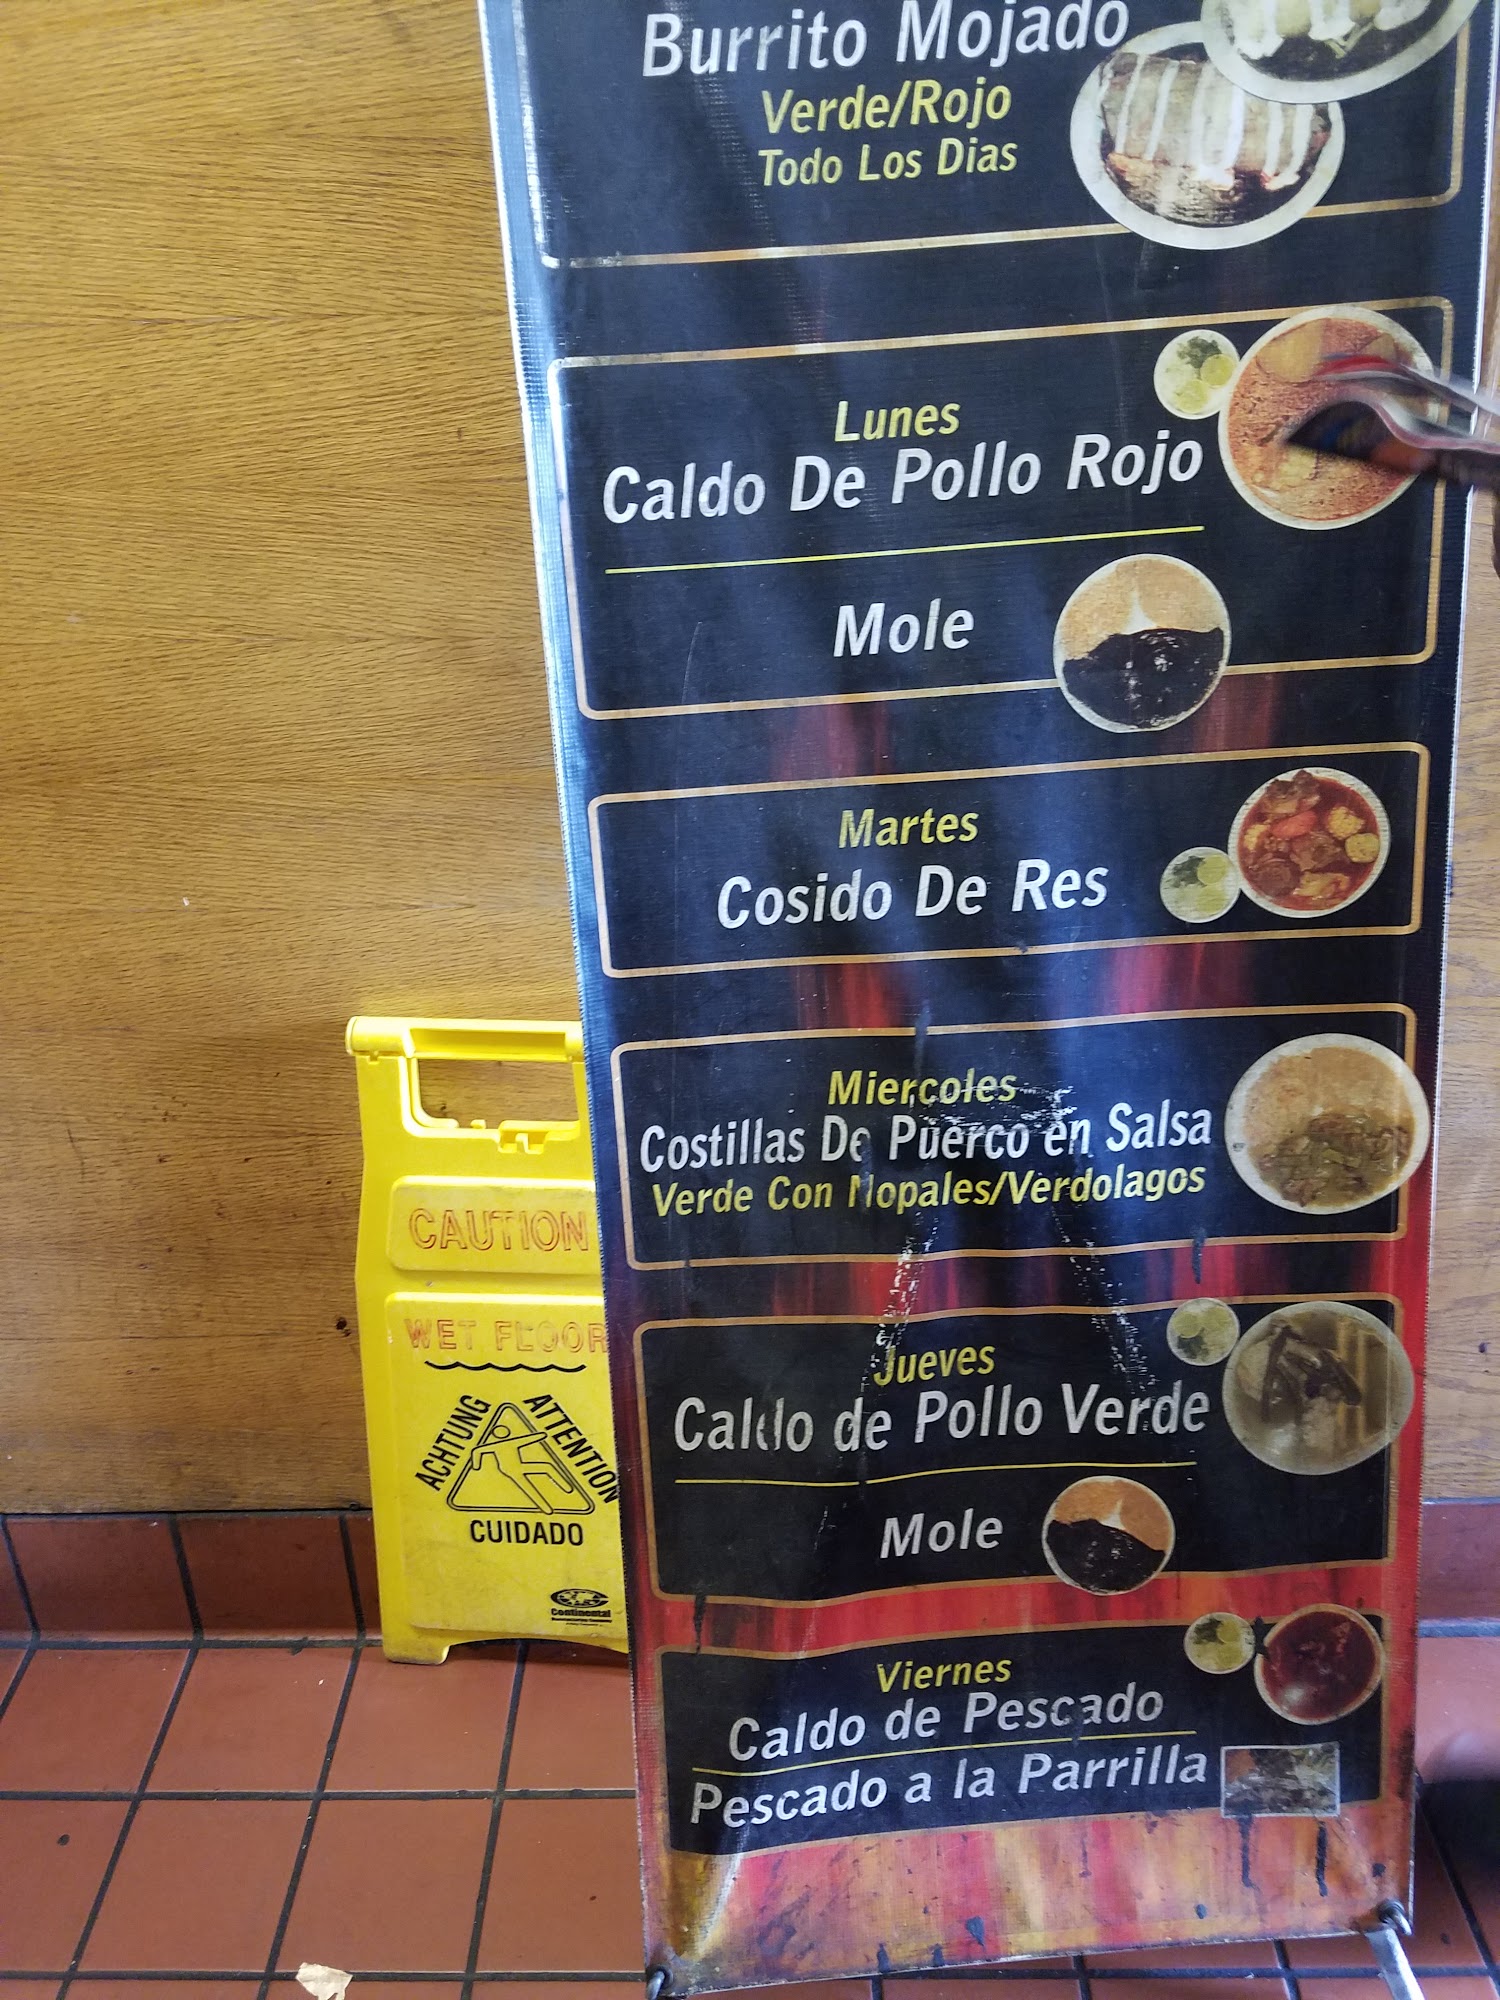 Burrito Mojado
Verde/Rojo
Todo Los Dias
Lunes
Caldo De Pollo Rojo
Mole
Martes
Cosido De Res
Miercoles
Costillas De Puerco en Salsa
Verde Con Nopales/Verdolagos
Jueves
Caldo de Pollo Verde
Mole
Viernes
Caldo de Pescado
Pescado a la Parrilla
CAUTION
WET FLOOR
ACHTUNG
ATTENTION
CUIDADO
Continental